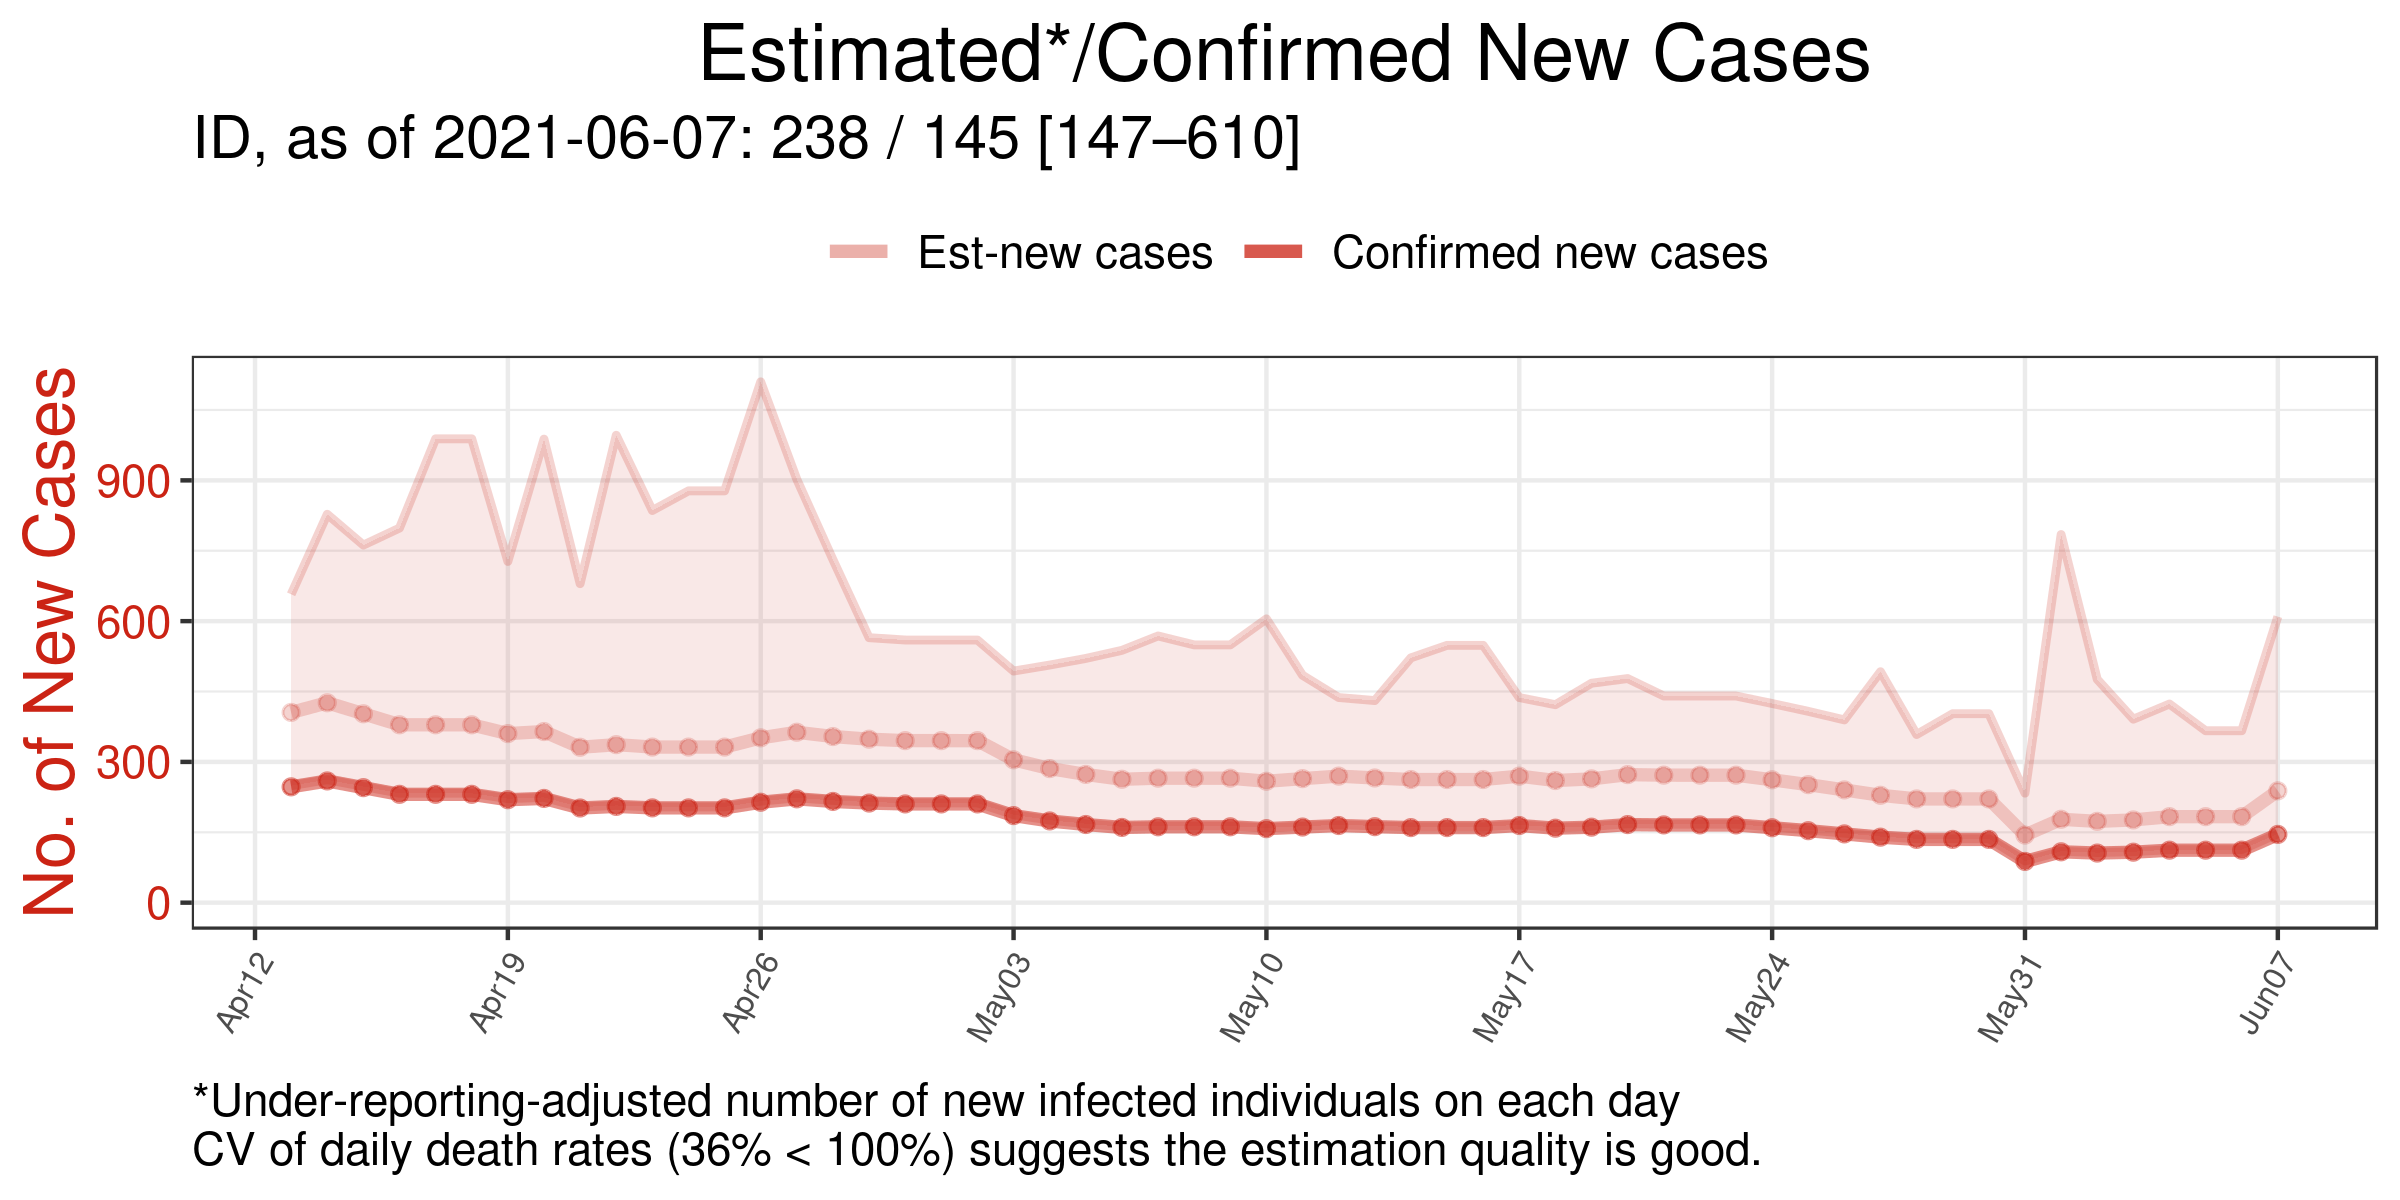 Estimated*/Confirmed New Cases
ID, as of 2021-06-07: 238 / 145 [147–610]
Est-new cases
Confirmed new cases
No. of New Cases
900
600
300
0
Apr12
Apr19
Apr26
May03
May10
May17
May24
May31
Jun07
*Under-reporting-adjusted number of new infected individuals on each day
CV of daily death rates (36% < 100%) suggests the estimation quality is good.